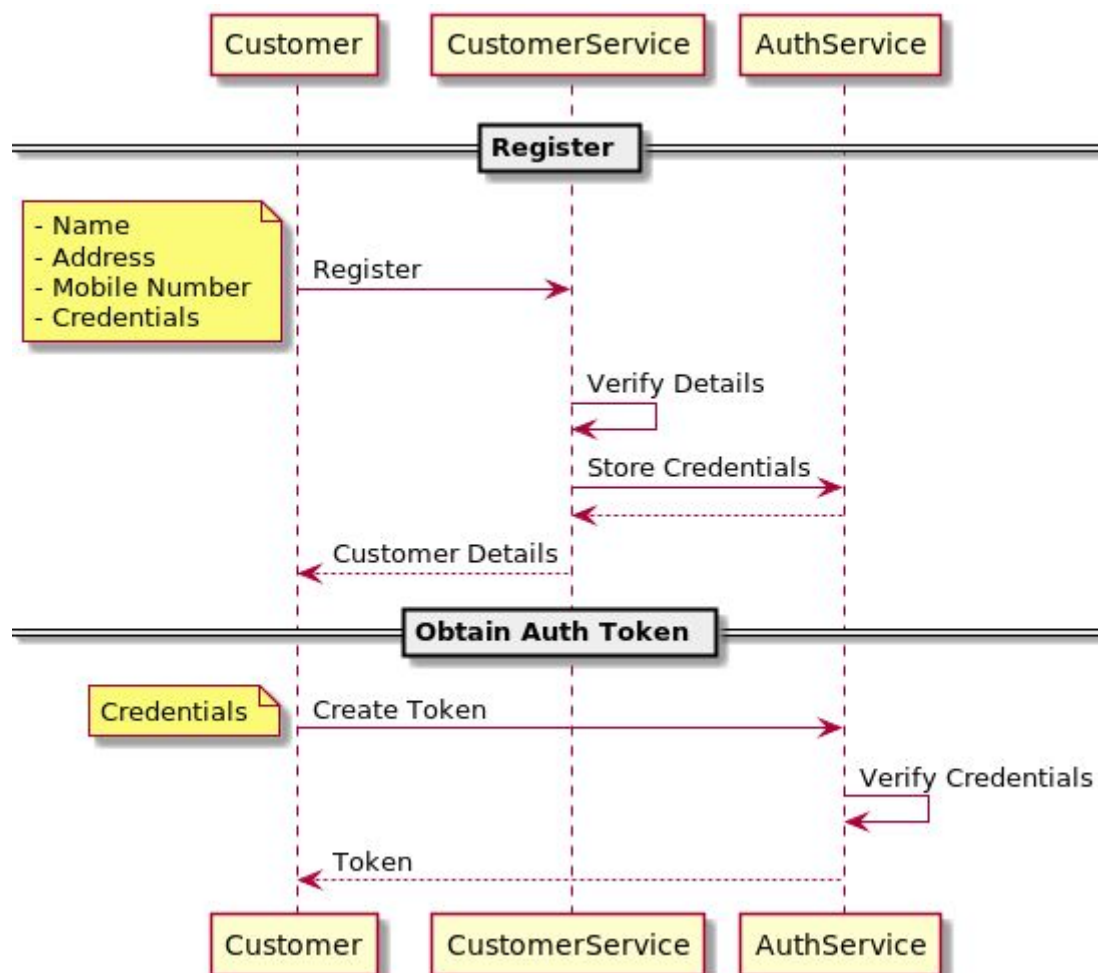 Customer CustomerService AuthService
Register
- Name
- Address
- Mobile Number
- Credentials
Register
Verify Details
Store Credentials
Customer Details
Obtain Auth Token
Credentials
Create Token
Verify Credentials
Token
Customer CustomerService AuthService